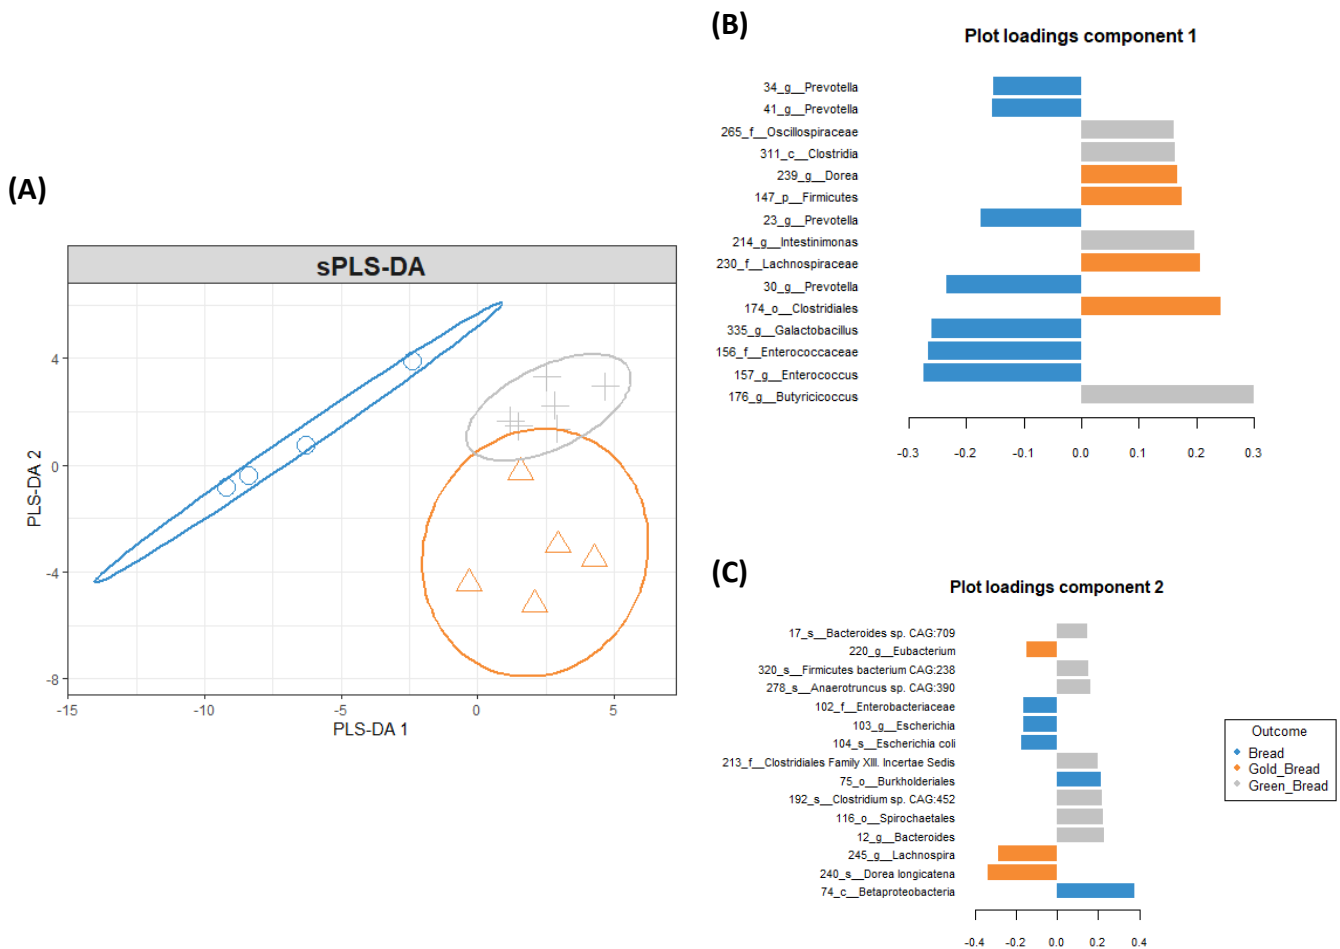 (A)
sPLS-DA
4
0
-4
-8
-15
-10
-5
0
5
PLS-DA 1
PLS-DA 2
(B)
Plot loadings component 1
34_g__Prevotella
41_g__Prevotella
265_f__Oscillospiraceae
311_c__Clostridia
239_g__Dorea
147_p__Firmicutes
23_g__Prevotella
214_g__Intestinimonas
230_f__Lachnospiraceae
30_g__Prevotella
174_o__Clostridiales
335_g__Galactobacillus
156_f__Enterococcaceae
157_g__Enterococcus
176_g__Butyricicoccus
-0.3 -0.2 -0.1 0.0 0.1 0.2 0.3
(C)
Plot loadings component 2
17_s__Bacteroides sp. CAG:709
220_g__Eubacterium
320_s__Firmicutes bacterium CAG:238
278_s__Anaerotruncus sp. CAG:390
102_f__Enterobacteriaceae
103_g__Escherichia
104_s__Escherichia coli
213_f__Clostridiales Family XIII. Incertae Sedis
75_o__Burkholderiales
192_s__Clostridium sp. CAG:452
116_o__Spirochaetales
12_g__Bacteroides
245_g__Lachnospira
240_s__Dorea longicatena
74_c__Betaproteobacteria
-0.4 -0.2 0.0 0.2 0.4
Outcome
Bread
Gold_Bread
Green_Bread